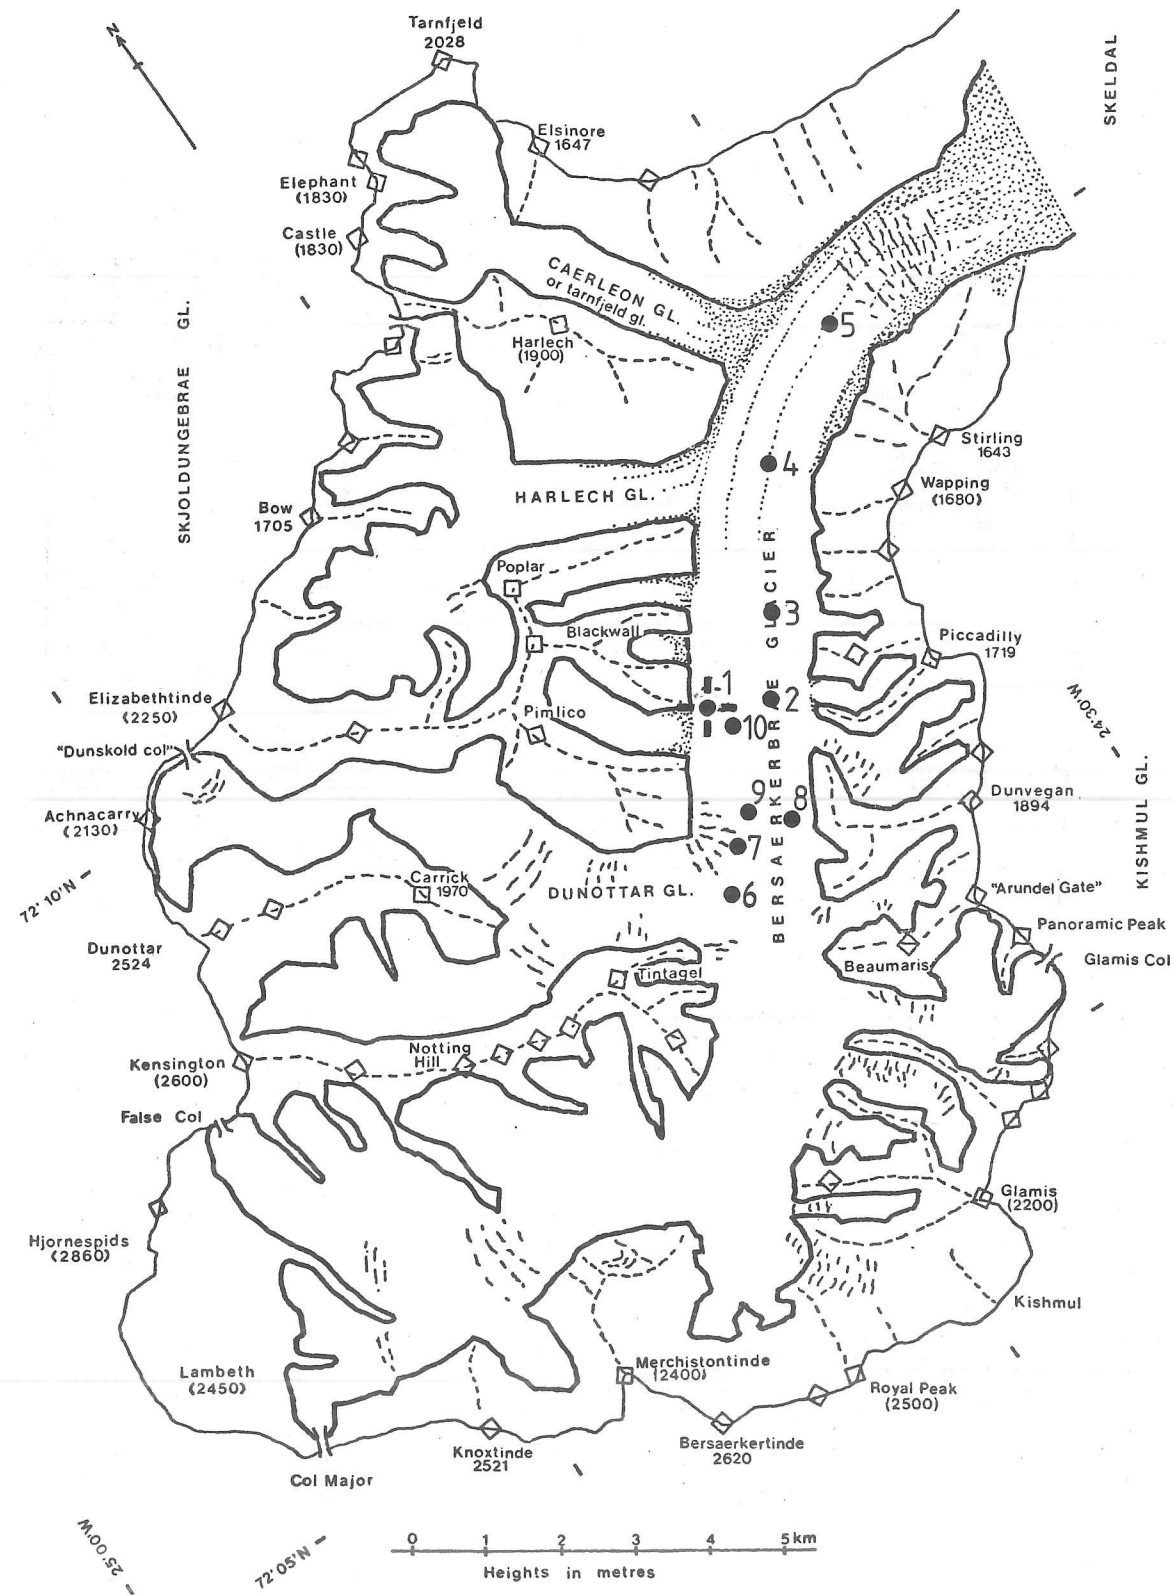 N
Tarnfjeld
2028
SKELDAL
Elsinore
1647
Elephant
(1830)
Castle
(1830)
CAERLEON GL.
or tarnfjeld gl.
SKJOLDUNGEBRAE GL.
Harlech
(1900)
5
Stirling
1643
4
Wapping
(1680)
HARLECH GL.
Bow
1705
Poplar
BERSAERKERBRAE GLACIER
3
Blackwall
Piccadilly
1719
1
2
Elizabethtinde
(2250)
Pimlico
10
24°30'W
"Dunskold col"
KISHMUL GL.
9
8
Dunvegan
1894
Achnacarry
(2130)
7
72°10'N
Carrick
1970
DUNOTTAR GL.
6
"Arundel Gate"
Panoramic Peak
Dunottar
2524
Beaumaris
Glamis Col
Tintagel
Notting
Hill
Kensington
(2600)
False Col
Glamis
(2200)
Hjornespids
(2860)
Kishmul
Lambeth
(2450)
Merchistontinde
(2400)
Royal Peak
(2500)
Knoxtinde
2521
Bersaerkertinde
2620
Col Major
25°00'W
72°05'N
0 1 2 3 4 5 km
Heights in metres